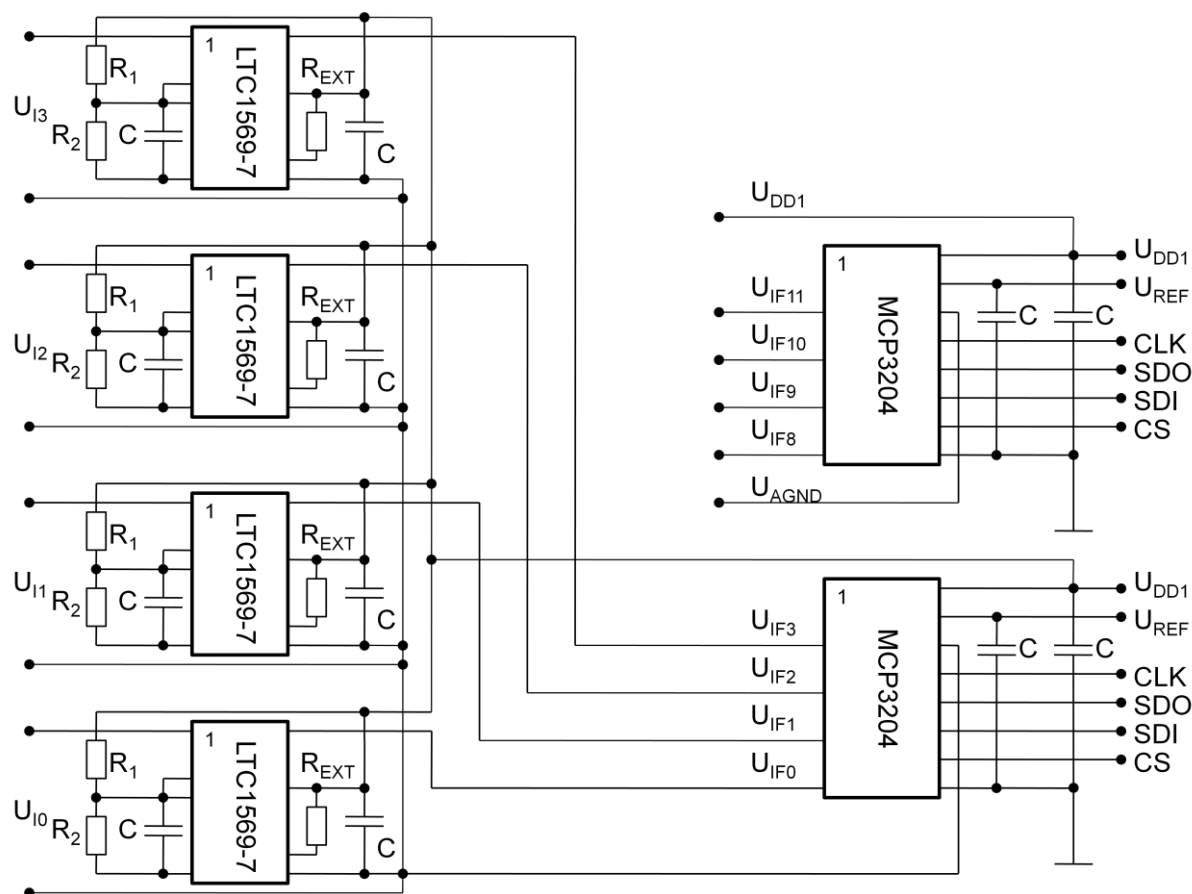 1
LTC1569-7
R1
REXT
UI3
R2
C
C
1
LTC1569-7
R1
REXT
UI2
R2
C
C
1
LTC1569-7
R1
REXT
UI1
R2
C
C
1
LTC1569-7
R1
REXT
UI0
R2
C
C
UDD1
1
MCP3204
UIF11
UIF10
UIF9
UIF8
UAGND
UDD1
UREF
C
C
CLK
SDO
SDI
CS
1
MCP3204
UIF3
UIF2
UIF1
UIF0
UDD1
UREF
C
C
CLK
SDO
SDI
CS